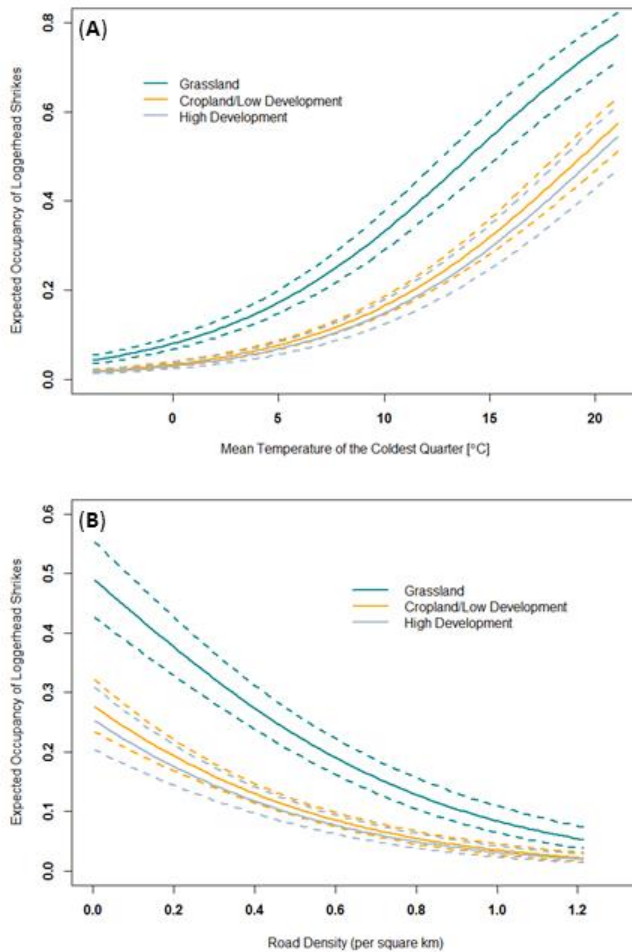 (A)
Grassland
Cropland/Low Development
High Development
Expected Occupancy of Loggerhead Shrikes
0.8
0.6
0.4
0.2
0.0
0 5 10 15 20
Mean Temperature of the Coldest Quarter [°C]
(B)
Grassland
Cropland/Low Development
High Development
Expected Occupancy of Loggerhead Shrikes
0.6
0.5
0.4
0.3
0.2
0.1
0.0
0.0 0.2 0.4 0.6 0.8 1.0 1.2
Road Density (per square km)